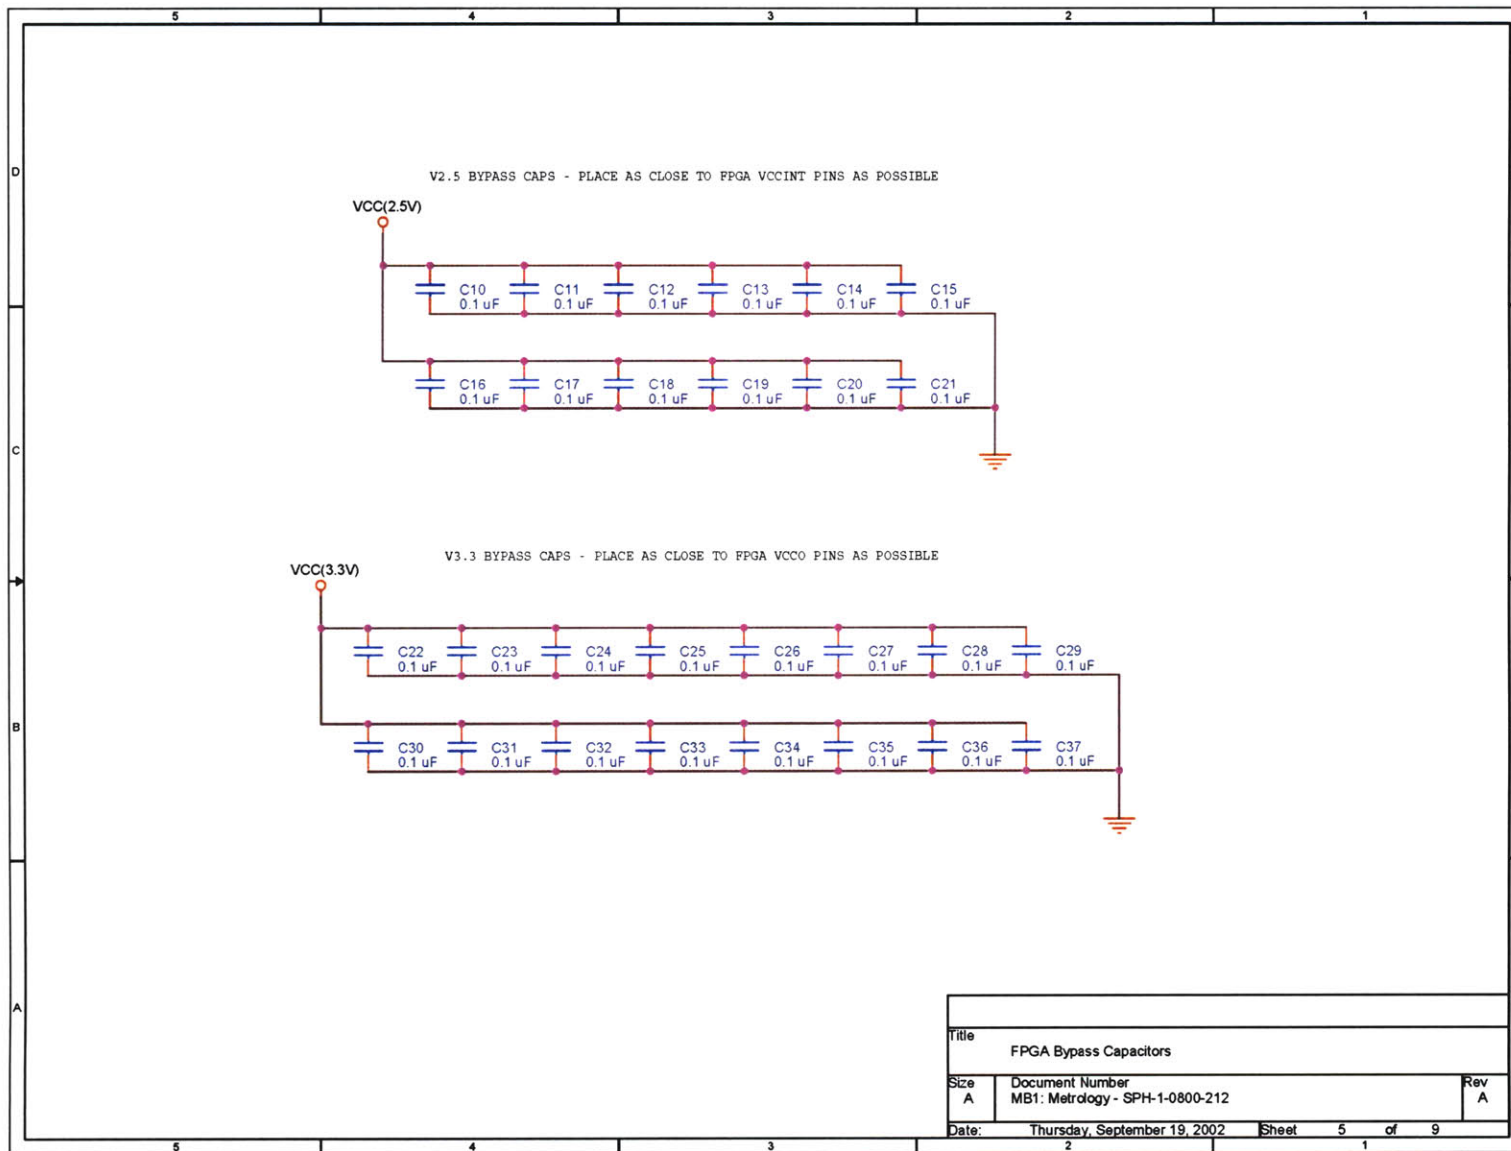 5 4 3 2 1
D
V2.5 BYPASS CAPS - PLACE AS CLOSE TO FPGA VCCINT PINS AS POSSIBLE
VCC(2.5V)
C10 C11 C12 C13 C14 C15
0.1 uF 0.1 uF 0.1 uF 0.1 uF 0.1 uF 0.1 uF
C16 C17 C18 C19 C20 C21
0.1 uF 0.1 uF 0.1 uF 0.1 uF 0.1 uF 0.1 uF
C
V3.3 BYPASS CAPS - PLACE AS CLOSE TO FPGA VCCO PINS AS POSSIBLE
VCC(3.3V)
C22 C23 C24 C25 C26 C27 C28 C29
0.1 uF 0.1 uF 0.1 uF 0.1 uF 0.1 uF 0.1 uF 0.1 uF 0.1 uF
B
C30 C31 C32 C33 C34 C35 C36 C37
0.1 uF 0.1 uF 0.1 uF 0.1 uF 0.1 uF 0.1 uF 0.1 uF 0.1 uF
A
Title
FPGA Bypass Capacitors
Size Document Number Rev
A MB1: Metrology - SPH-1-0800-212 A
Date: Thursday, September 19, 2002 Sheet 5 of 9
5 4 3 2 1